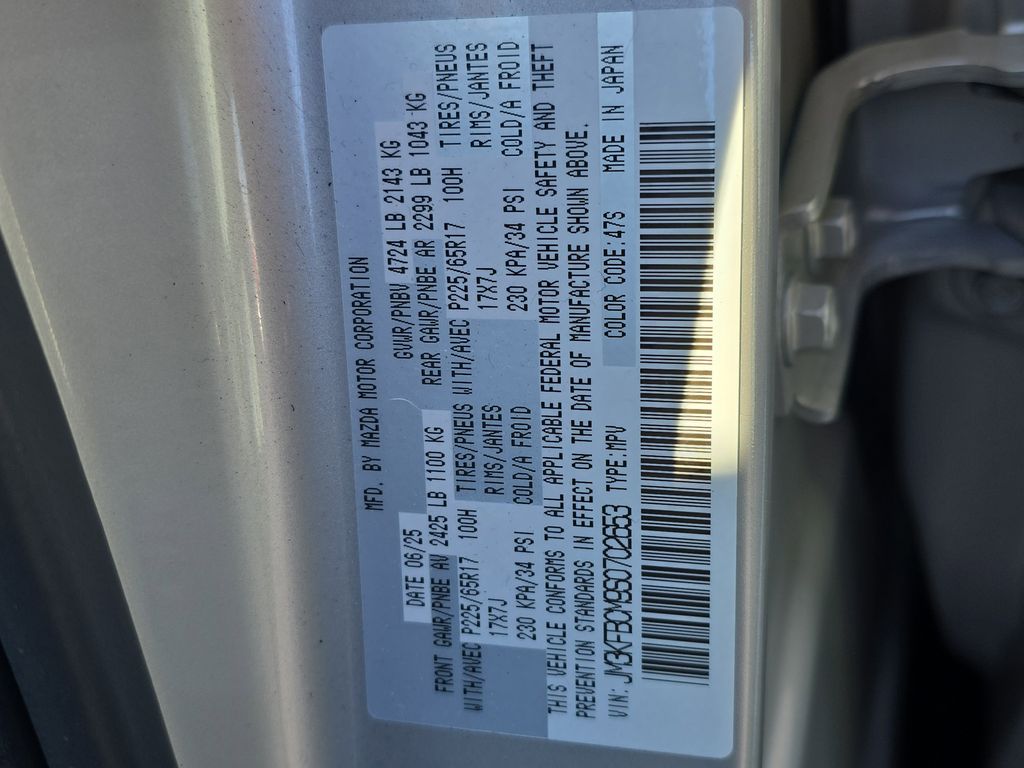 MFD. BY MAZDA MOTOR CORPORATION
DATE 06/25 GVWR/PNBV 4724 LB 2143 KG
FRONT GAWR/PNBE AV 2425 LB 1100 KG REAR GAWR/PNBE AR 2299 LB 1043 KG
WITH/AVEC P225/65R17 100H TIRES/PNEUS WITH/AVEC P225/65R17 100H TIRES/PNEUS
17X7J RIMS/JANTES 17X7J RIMS/JANTES
230 KPA/34 PSI COLD/A FROID 230 KPA/34 PSI COLD/A FROID
THIS VEHICLE CONFORMS TO ALL APPLICABLE FEDERAL MOTOR VEHICLE SAFETY AND THEFT
PREVENTION STANDARDS IN EFFECT ON THE DATE OF MANUFACTURE SHOWN ABOVE.
VIN: JM3KFBCM9S0702653 TYPE:MPV COLOR CODE:47S MADE IN JAPAN